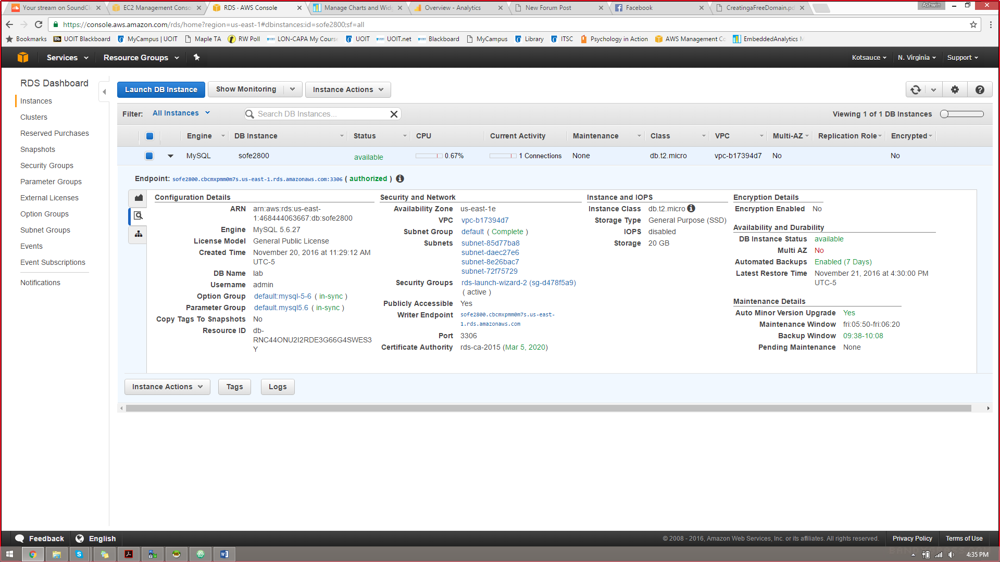 Your stream on SoundClo
EC2 Management Conso
RDS · AWS Console
Manage Charts and Widg
Overview - Analytics
New Forum Post
Facebook
CreatingaFreeDomain.pd
Ashwin
https://console.aws.amazon.com/rds/home?region=us-east-1#dbinstances:id=sofe2800;sf=all
Bookmarks
Bb
UOIT Blackboard
MyCampus | UOIT
Maple TA
RW Poll
LON-CAPA My Course
UOIT
UOIT.net
Blackboard
MyCampus
Library
ITSC
Psychology in Action
AWS Management Co
EmbeddedAnalytics
Services
Resource Groups
Kotsauce
N. Virginia
Support
RDS Dashboard
Instances
Clusters
Reserved Purchases
Snapshots
Security Groups
Parameter Groups
External Licenses
Option Groups
Subnet Groups
Events
Event Subscriptions
Notifications
Launch DB Instance
Show Monitoring
Instance Actions
Filter: All Instances
Search DB Instances...
Viewing 1 of 1 DB Instances
Engine DB Instance Status CPU Current Activity Maintenance Class VPC Multi-AZ Replication Role Encrypted
MySQL sofe2800 available 0.67% 1 Connections None db.t2.micro vpc-b17394d7 No No
Endpoint: sofe2800.cbcmxpmm0m7s.us-east-1.rds.amazonaws.com:3306 ( authorized )
Configuration Details
ARN arn:aws:rds:us-east-
1:468444063667:db:sofe2800
Engine MySQL 5.6.27
License Model General Public License
Created Time November 20, 2016 at 11:29:12 AM
UTC-5
DB Name lab
Username admin
Option Group default:mysql-5-6 ( in-sync )
Parameter Group default.mysql5.6 ( in-sync )
Copy Tags To Snapshots No
Resource ID db-
RNC44ONU2I2RDE3G66G4SWES3
Y
Security and Network
Availability Zone us-east-1e
VPC vpc-b17394d7
Subnet Group default ( Complete )
Subnets subnet-85d77ba8
subnet-daec27e6
subnet-8e26bac7
subnet-72f75729
Security Groups rds-launch-wizard-2 (sg-d478f5a9)
( active )
Publicly Accessible Yes
Writer Endpoint sofe2800.cbcmxpmm0m7s.us-east-
1.rds.amazonaws.com
Port 3306
Certificate Authority rds-ca-2015 (Mar 5, 2020)
Instance and IOPS
Instance Class db.t2.micro
Storage Type General Purpose (SSD)
IOPS disabled
Storage 20 GB
Encryption Details
Encryption Enabled No
Availability and Durability
DB Instance Status available
Multi AZ No
Automated Backups Enabled (7 Days)
Latest Restore Time November 21, 2016 at 4:30:00 PM
UTC-5
Maintenance Details
Auto Minor Version Upgrade Yes
Maintenance Window fri:05:50-fri:06:20
Backup Window 09:38-10:08
Pending Maintenance None
Instance Actions
Tags
Logs
Feedback
English
© 2008 - 2016, Amazon Web Services, Inc. or its affiliates. All rights reserved.
Privacy Policy
Terms of Use
4:35 PM